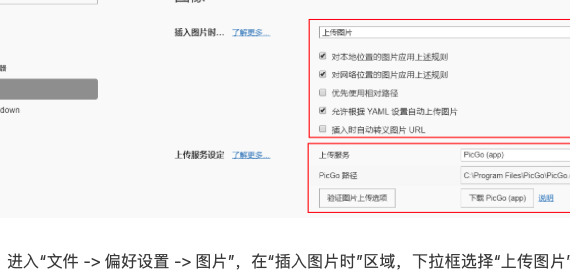 插入图片时... 了解更多...
上传图片
对本地位置的图片应用上述规则
对网络位置的图片应用上述规则
优先使用相对路径
允许根据 YAML 设置自动上传图片
插入时自动转义图片 URL
器
down
上传服务设定 了解更多...
上传服务 PicGo (app)
PicGo 路径 C:\Program Files\PicGo\PicGo.
验证图片上传选项 下载 PicGo (app) 说明
进入“文件 -> 偏好设置 -> 图片”，在“插入图片时”区域，下拉框选择“上传图片”